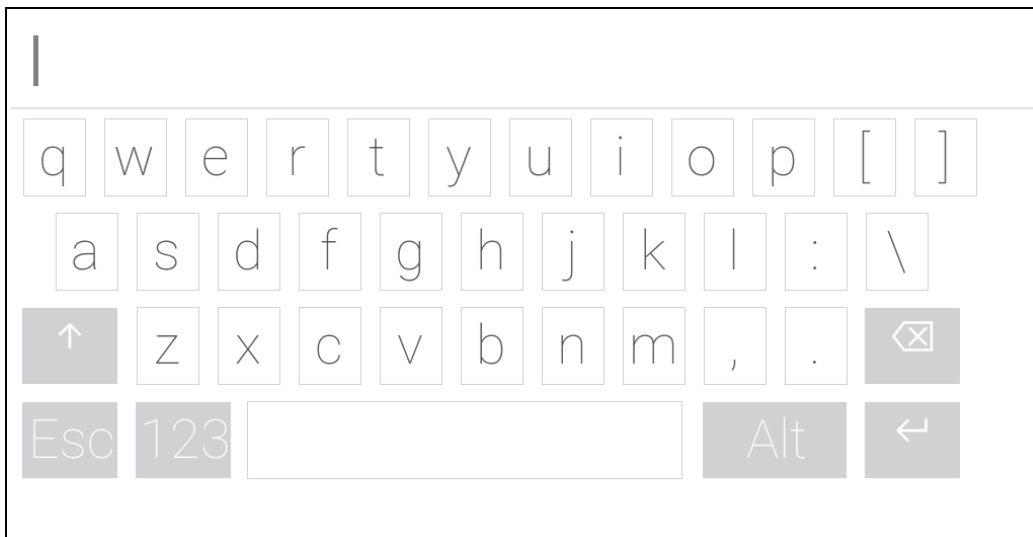 q w e r t y u i o p [ ]
a s d f g h j k l : \
↑ z x c v b n m , .
Esc 123 Alt